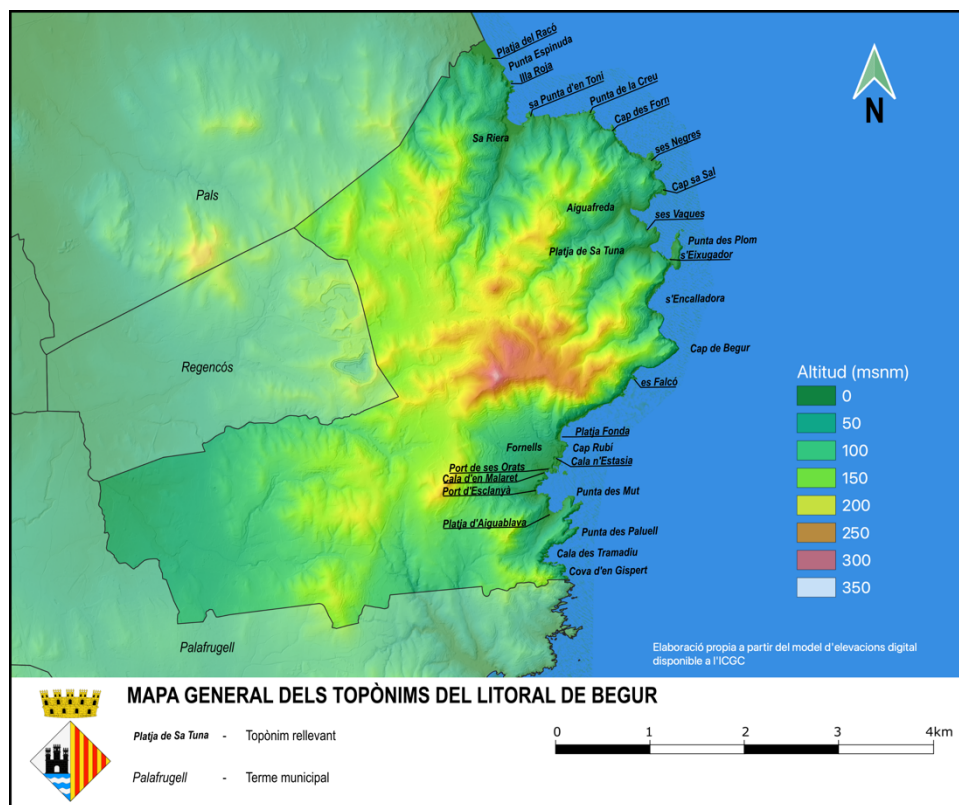 Platja del Racó
Punta Espinuda
Illa Roja
sa Punta d'en Toni
Punta de la Creu
Cap des Forn
ses Negres
Cap sa Sal
ses Vaques
Punta des Plom
s'Eixugador
s'Encalladora
Cap de Begur
es Falcó
Sa Riera
Aiguafreda
Platja de Sa Tuna
Pals
Regencós
N
Altitud (msnm)
0
50
100
150
200
250
300
350
Platja Fonda
Fornells
Cap Rubí
Cala n'Estasia
Port de ses Orats
Cala d'en Malaret
Port d'Esclanyà
Punta des Mut
Platja d'Aiguablava
Punta des Paluell
Cala des Tramadiu
Cova d'en Gispert
Palafrugell
Elaboració propia a partir del model d'elevacions digital
disponible a l'ICGC
MAPA GENERAL DELS TOPÒNIMS DEL LITORAL DE BEGUR
Platja de Sa Tuna - Topònim rellevant
Palafrugell - Terme municipal
0 1 2 3 4km